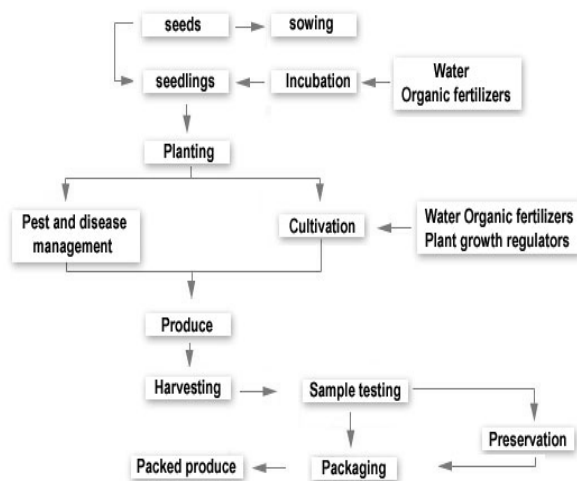 seeds
sowing
seedlings
Incubation
Water
Organic fertilizers
Planting
Pest and disease
management
Cultivation
Water Organic fertilizers
Plant growth regulators
Produce
Harvesting
Sample testing
Preservation
Packed produce
Packaging